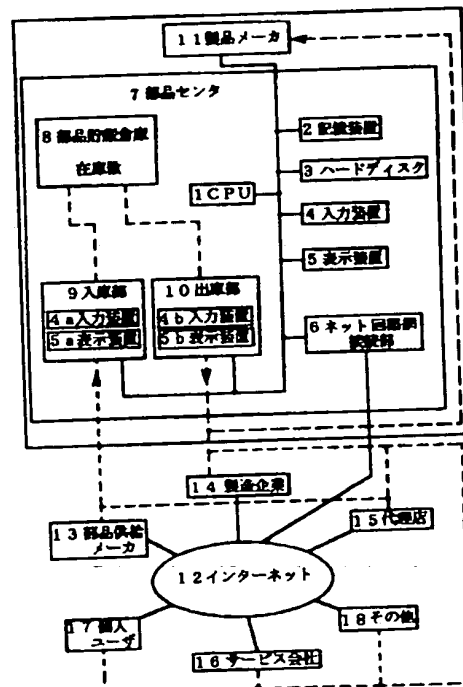 11製品メーカ
7部品センタ
8部品貯蔵倉庫
在庫数
2記憶装置
3ハードディスク
1CPU
4入力装置
5表示装置
9入庫部
4a入力装置
5a表示装置
10出庫部
4b入力装置
5b表示装置
6ネット回路網
接続部
14製造企業
15代理店
13部品供給
メーカ
12インターネット
17個人
ユーザ
18その他
16サービス会社